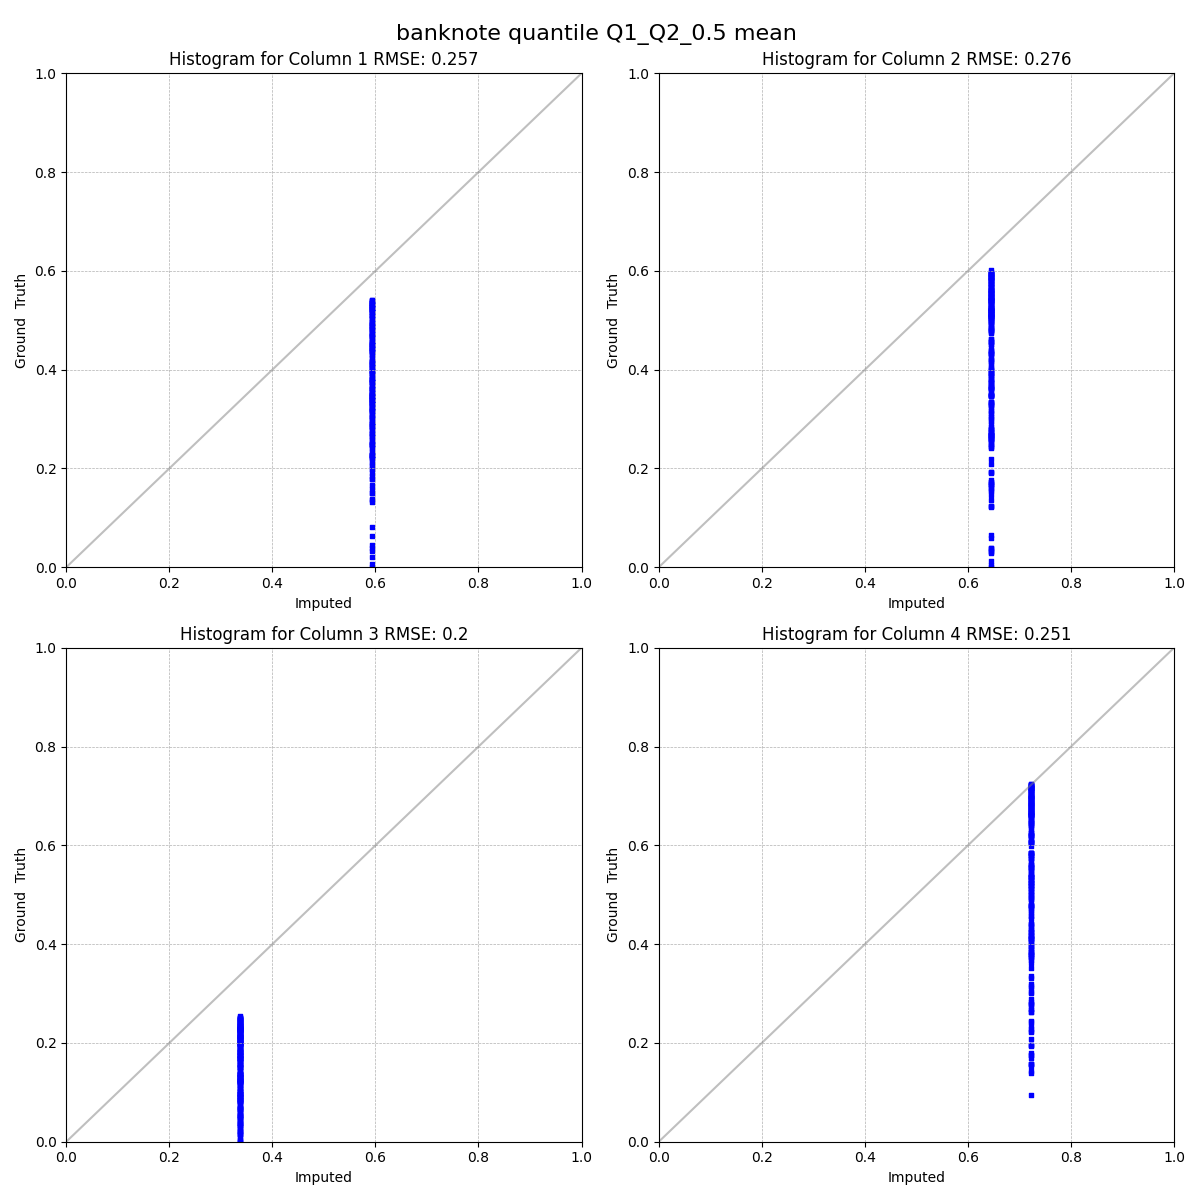 banknote quantile Q1_Q2_0.5 mean
Histogram for Column 1 RMSE: 0.257
1.0
0.8
0.6
0.4
0.2
0.0
Ground Truth
0.0 0.2 0.4 0.6 0.8 1.0
Imputed
Histogram for Column 2 RMSE: 0.276
1.0
0.8
0.6
0.4
0.2
0.0
Ground Truth
0.0 0.2 0.4 0.6 0.8 1.0
Imputed
Histogram for Column 3 RMSE: 0.2
1.0
0.8
0.6
0.4
0.2
0.0
Ground Truth
0.0 0.2 0.4 0.6 0.8 1.0
Imputed
Histogram for Column 4 RMSE: 0.251
1.0
0.8
0.6
0.4
0.2
0.0
Ground Truth
0.0 0.2 0.4 0.6 0.8 1.0
Imputed